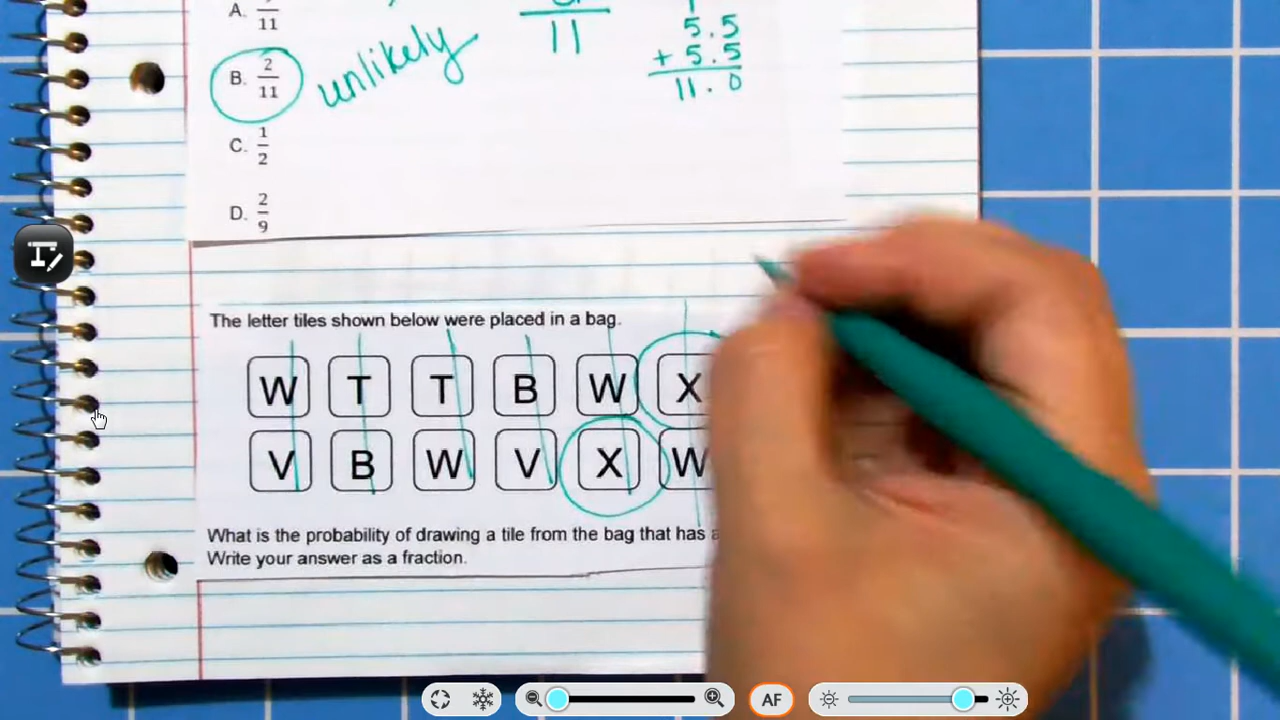 A. /11
11
5.5
+ 5.5
11.0
B. 2/11 unlikely
C. 1/2
D. 2/9
The letter tiles shown below were placed in a bag.
W T T B W X
V B W V X W
What is the probability of drawing a tile from the bag that has
Write your answer as a fraction.
AF